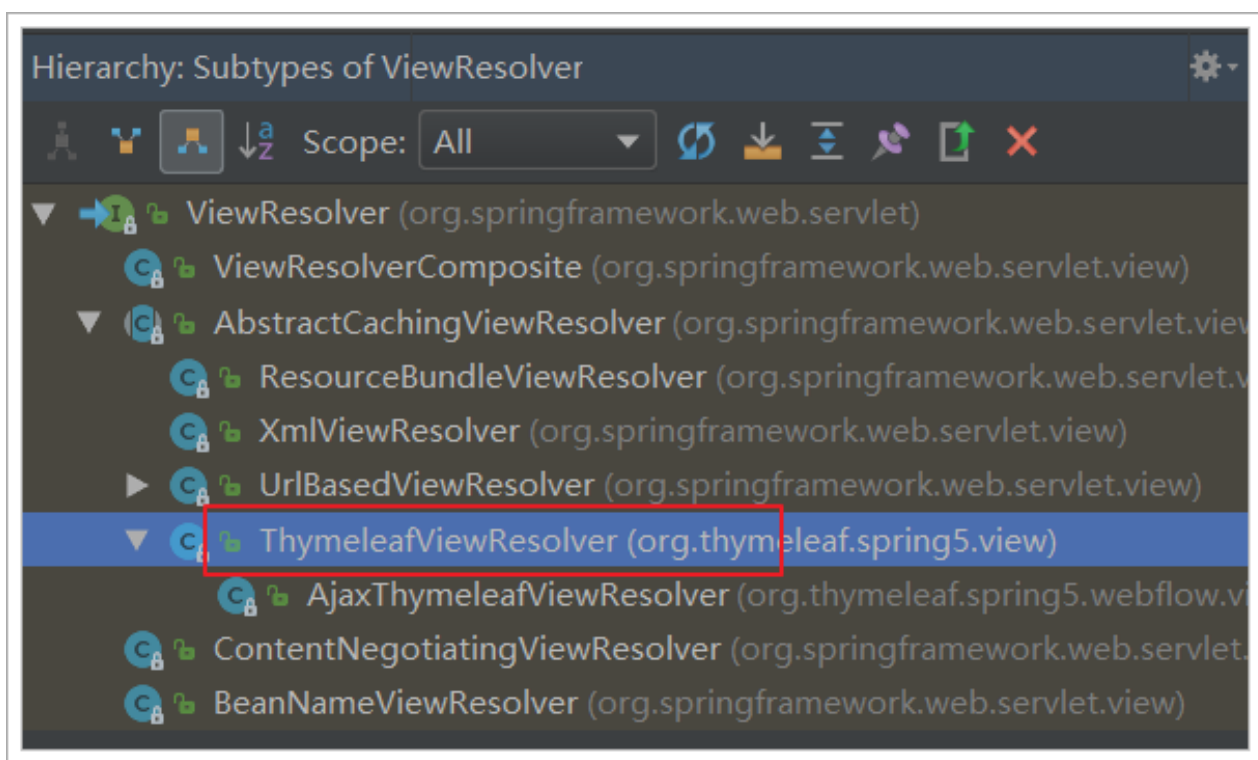 Hierarchy: Subtypes of ViewResolver
Scope: All
ViewResolver (org.springframework.web.servlet)
ViewResolverComposite (org.springframework.web.servlet.view)
AbstractCachingViewResolver (org.springframework.web.servlet.view
ResourceBundleViewResolver (org.springframework.web.servlet.v
XmlViewResolver (org.springframework.web.servlet.view)
UrlBasedViewResolver (org.springframework.web.servlet.view)
ThymeleafViewResolver (org.thymeleaf.spring5.view)
AjaxThymeleafViewResolver (org.thymeleaf.spring5.webflow.vi
ContentNegotiatingViewResolver (org.springframework.web.servlet.
BeanNameViewResolver (org.springframework.web.servlet.view)